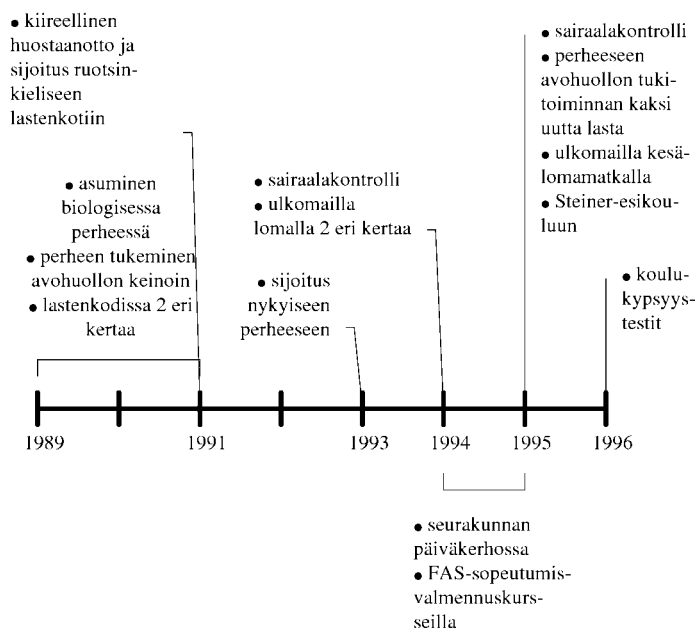 ● kiireellinen
huostaanotto ja
sijoitus ruotsin-
kieliseen
lastenkotiin
● asuminen
biologisessa
perheessä
● perheen tukeminen
avohuollon keinoin
● lastenkodissa 2 eri
kertaa
● sairaalakontrolli
● ulkomailla
lomalla 2 eri kertaa
● sijoitus
nykyiseen
perheeseen
● sairaalakontrolli
● perheeseen
avohuollon tuki-
toiminnan kaksi
uutta lasta
● ulkomailla kesä-
lomamatkalla
● Steiner-esikou-
luun
● koulu-
kypsyys-
testit
1989 1991 1993 1994 1995 1996
● seurakunnan
päiväkerhossa
● FAS-sopeutumis-
valmennuskurs-
seilla